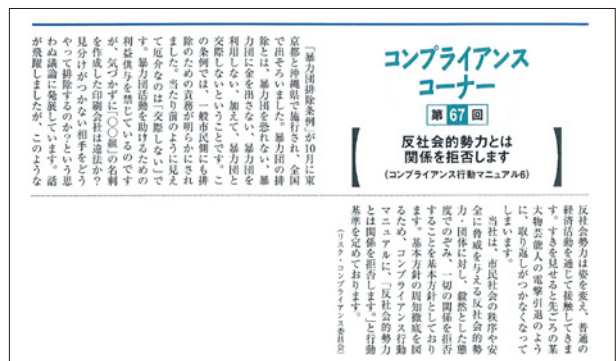 コンプライアンス
コーナー
第67回
反社会的勢力とは
関係を拒否します
(コンプライアンス行動マニュアル6)
「暴力団排除条例」が10月に東
京都と沖縄県で施行され、全国
で出そろいました。暴力団の排
除とは、暴力団を恐れない、暴
力団に金を出さない、暴力団を
利用しない、加えて、暴力団と
交際しないということです。こ
の条例では、一般市民側にも排
除のための責務が明らかにされ
ました。当たり前のように見え
て厄介なのは「交際しない」で
す。暴力団活動を助けるための
利益供与を禁じているのです
が、気づかずに「〇〇組」の名刺
を作成した印刷会社は違法か?
見分けがつかない相手をどう
やって排除するのか?という思
わぬ議論に発展しています。話
が飛躍しましたが、このような
反社会勢力は姿を変え、普通の
経済活動を通じて接触してきま
す。すきを見せると先ごろの某
大物芸能人の電撃引退のよう
に、取り返しがつかなくなって
しまいます。
当社は、市民社会の秩序や安
全に脅威を与える反社会的勢
力・団体に対し、毅然とした態
度でのぞみ、一切の関係を拒否
することを基本方針としており
ます。基本方針の周知徹底を図
るため、コンプライアンス行動
マニュアルに、「反社会的勢力
とは関係を拒否します。」と行動
基準を定めております。
(リスク・コンプライアンス委員会)